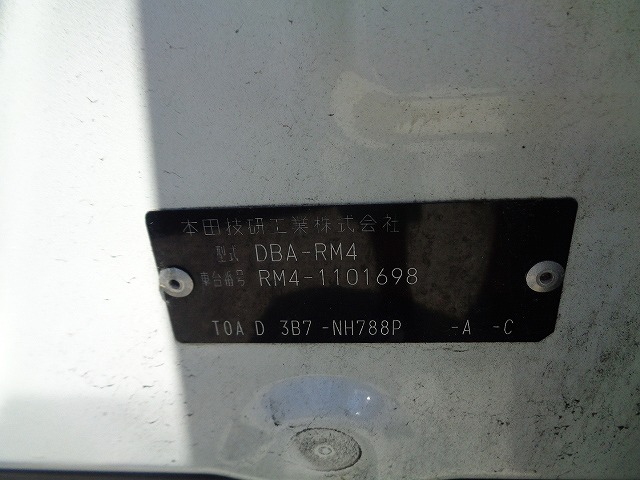 本田技研工業株式会社
型式 DBA-RM4
車台番号 RM4-1101698
T0A D 3B7 -NH788P -A -C